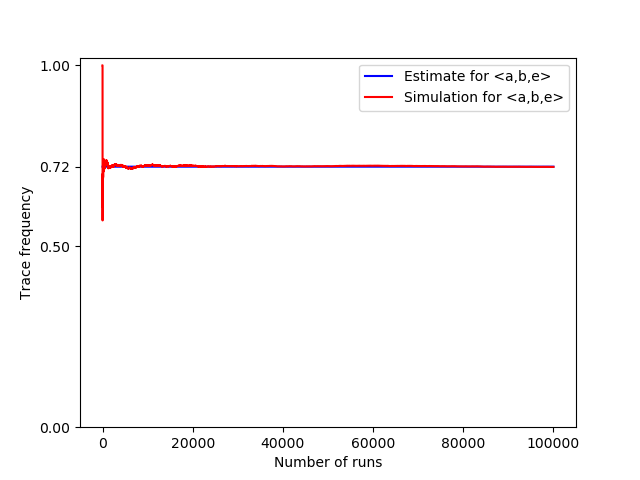 Estimate for <a,b,e>
Simulation for <a,b,e>
1.00
0.72
0.50
0.00
Trace frequency
0 20000 40000 60000 80000 100000
Number of runs